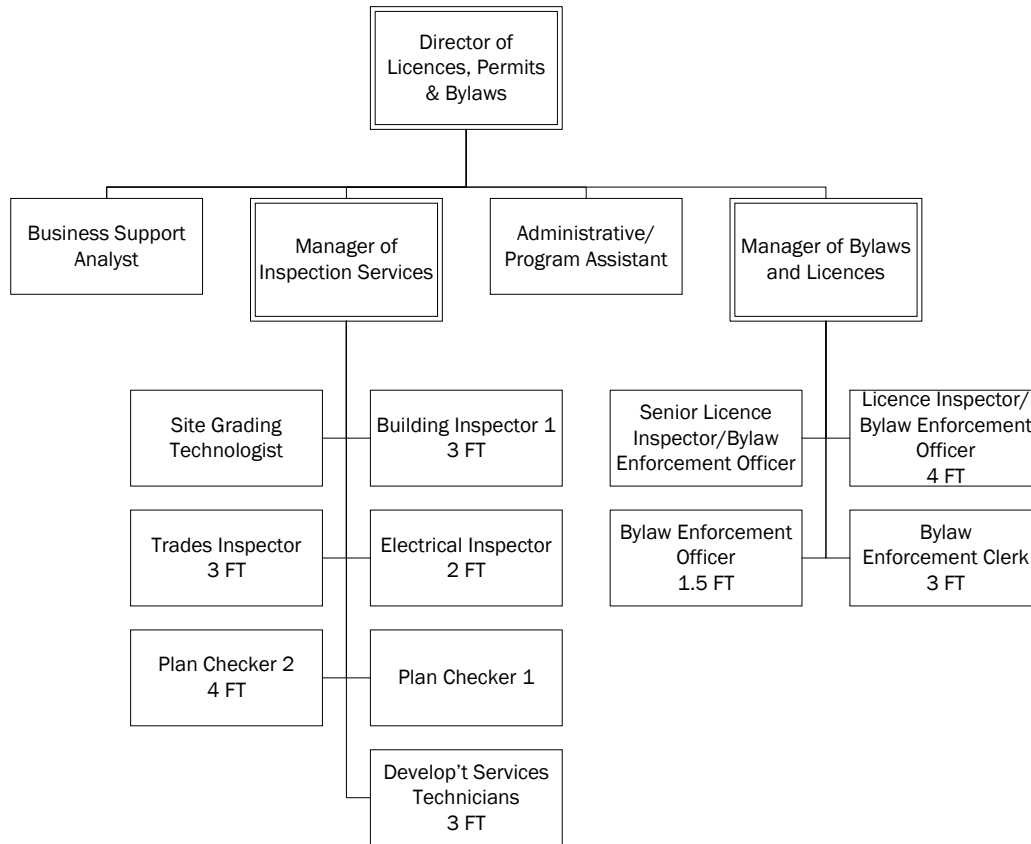 Director of
Licences, Permits
& Bylaws
Business Support
Analyst
Manager of
Inspection Services
Administrative/
Program Assistant
Manager of Bylaws
and Licences
Site Grading
Technologist
Building Inspector 1
3 FT
Senior Licence
Inspector/Bylaw
Enforcement Officer
Licence Inspector/
Bylaw Enforcement
Officer
4 FT
Trades Inspector
3 FT
Electrical Inspector
2 FT
Bylaw Enforcement
Officer
1.5 FT
Bylaw
Enforcement Clerk
3 FT
Plan Checker 2
4 FT
Plan Checker 1
Develop't Services
Technicians
3 FT